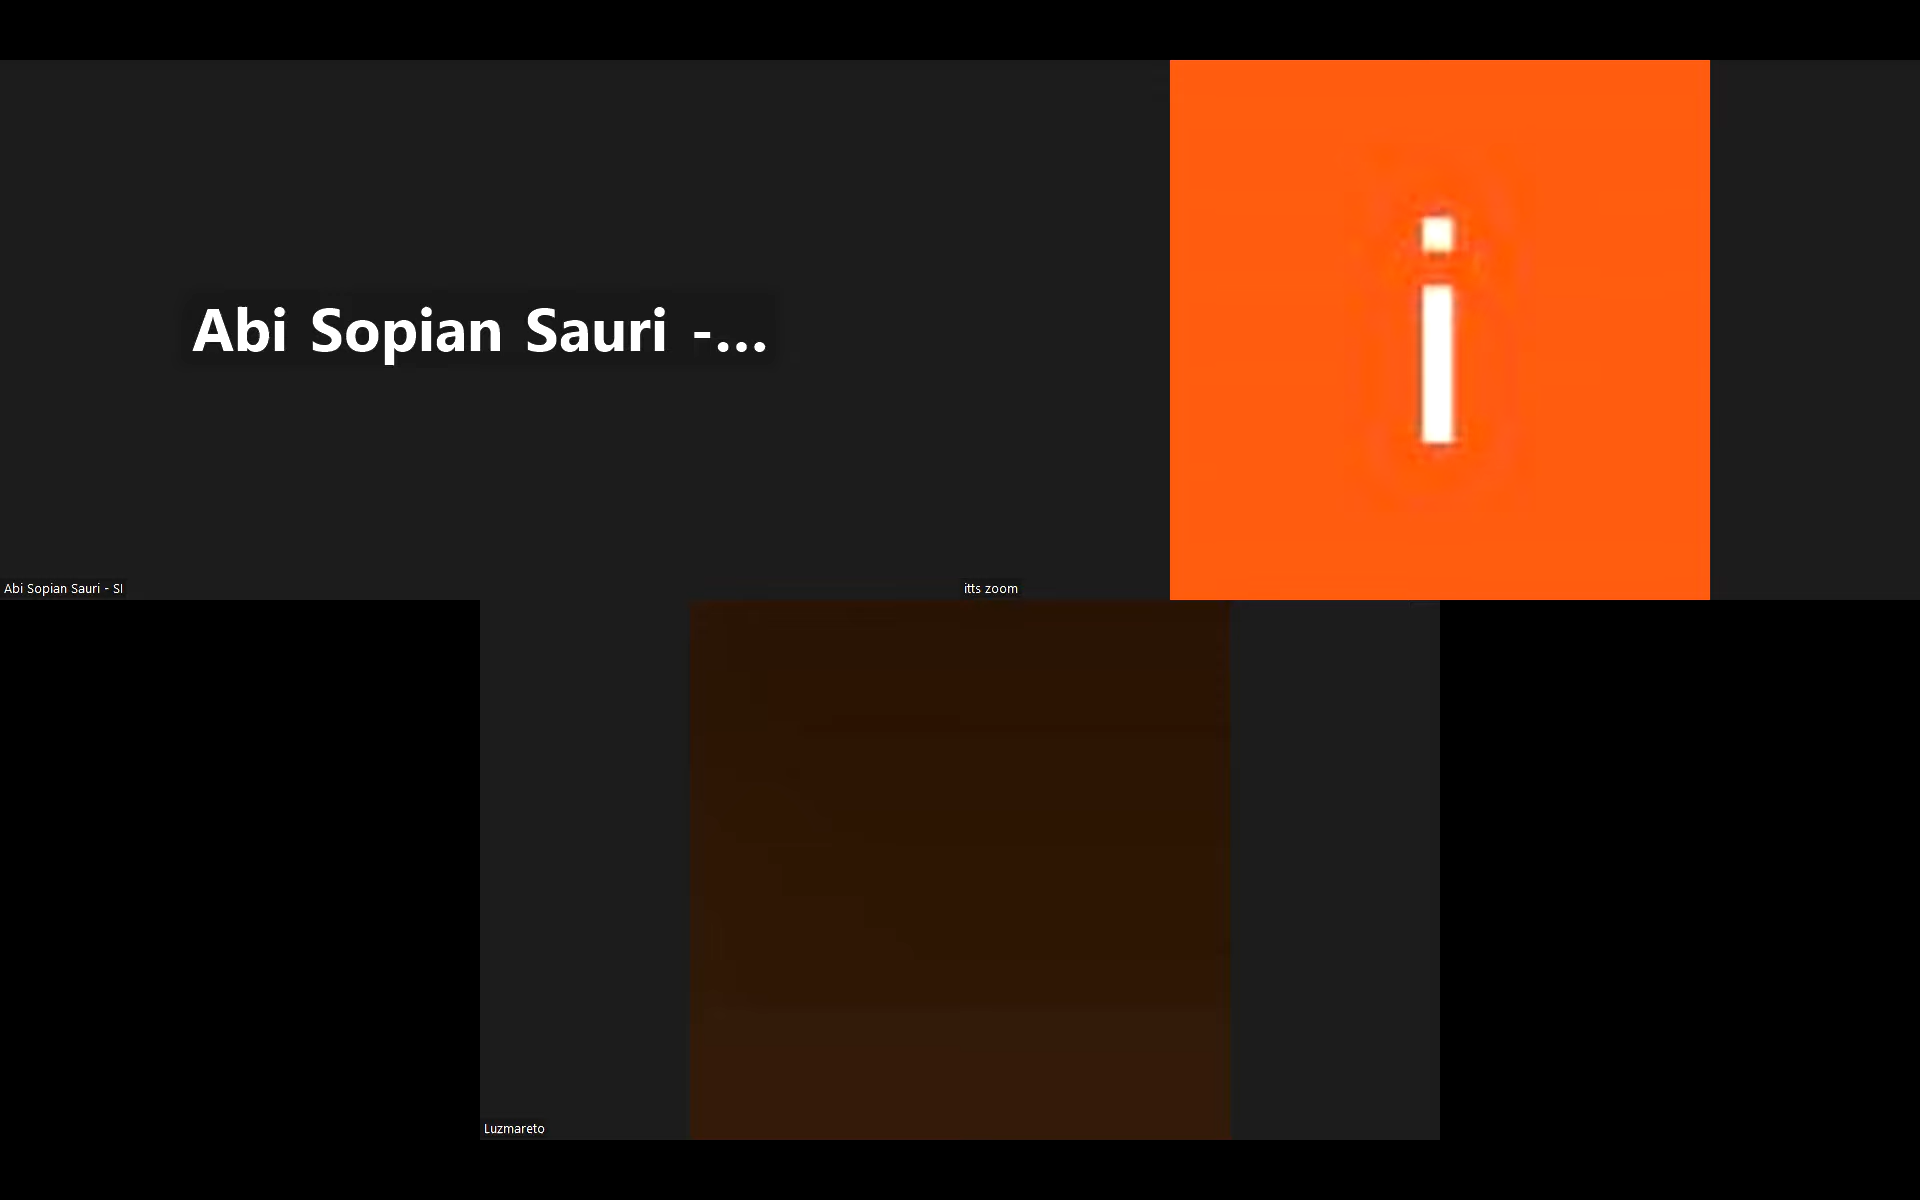 Abi Sopian Sauri -...
i
Abi Sopian Sauri - SI
itts zoom
Luzmareto